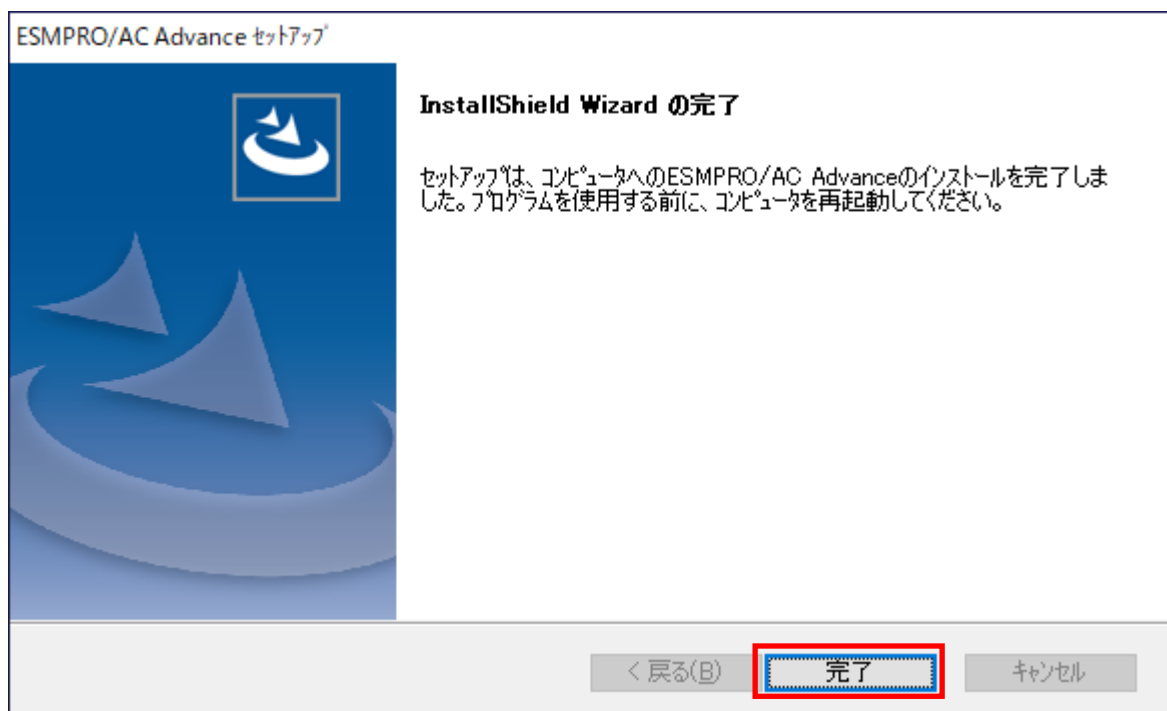 ESMPRO/AC Advance ｾｯﾄｱｯﾌﾟ
InstallShield Wizard の完了
ｾｯﾄｱｯﾌﾟは、ｺﾝﾋﾟｭｰﾀへのESMPRO/AC Advanceのｲﾝｽﾄｰﾙを完了しま
した。ﾌﾟﾛｸﾞﾗﾑを使用する前に、ｺﾝﾋﾟｭｰﾀを再起動してください。
< 戻る(B) 完了 ｷｬﾝｾﾙ